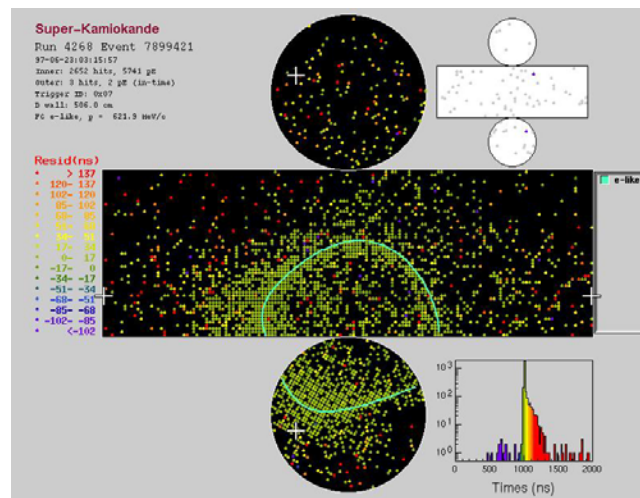 Super-Kamiokande
Run 4268 Event 7899421
97-06-23:03:15:57
Inner: 2652 hits, 5741 pE
Outer: 3 hits, 2 pE (in-time)
Trigger ID: 0x07
D wall: 506.0 cm
FC e-like, p = 621.9 MeV/c
Resid(ns)
> 137
120- 137
102- 120
85- 102
68- 85
51- 68
34- 51
17- 34
0- 17
-17- 0
-34- -17
-51- -34
-68- -51
-85- -68
-102- -85
<-102
e-like
10³
10²
10¹
10⁰
0 500 1000 1500 2000
Times (ns)